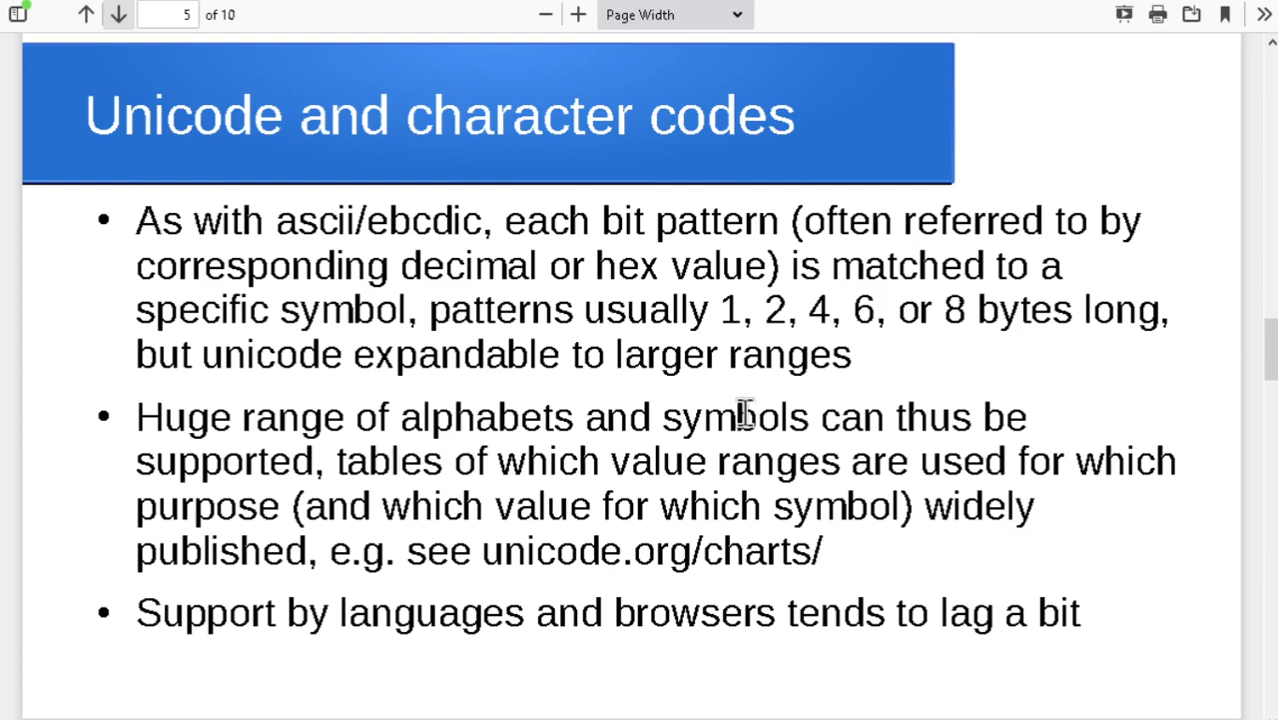 5 of 10 Page Width
Unicode and character codes
• As with ascii/ebcdic, each bit pattern (often referred to by
corresponding decimal or hex value) is matched to a
specific symbol, patterns usually 1, 2, 4, 6, or 8 bytes long,
but unicode expandable to larger ranges
• Huge range of alphabets and symbols can thus be
supported, tables of which value ranges are used for which
purpose (and which value for which symbol) widely
published, e.g. see unicode.org/charts/
• Support by languages and browsers tends to lag a bit